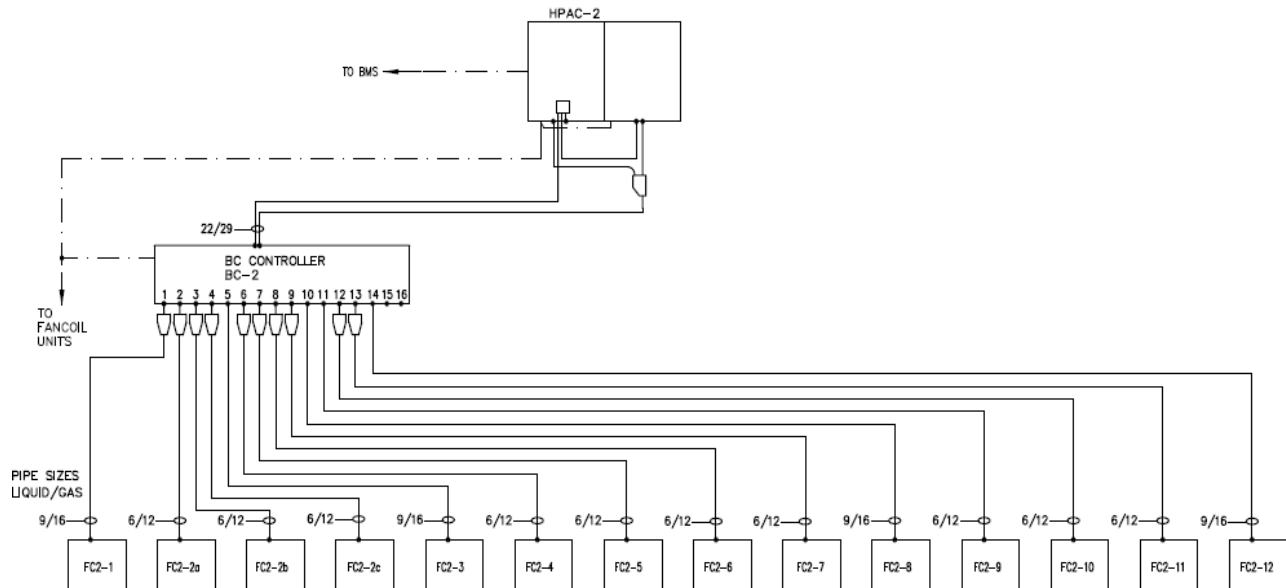 HPAC-2
TO BMS
22/29
BC CONTROLLER
BC-2
1 2 3 4 5 6 7 8 9 10 11 12 13 14 15 16
TO
FANCOIL
UNITS
PIPE SIZES
LIQUID/GAS
9/16 6/12 6/12 6/12 9/16 6/12 6/12 6/12 6/12 9/16 6/12 6/12 6/12 9/16
FC2-1 FC2-2a FC2-2b FC2-2c FC2-3 FC2-4 FC2-5 FC2-6 FC2-7 FC2-8 FC2-9 FC2-10 FC2-11 FC2-12